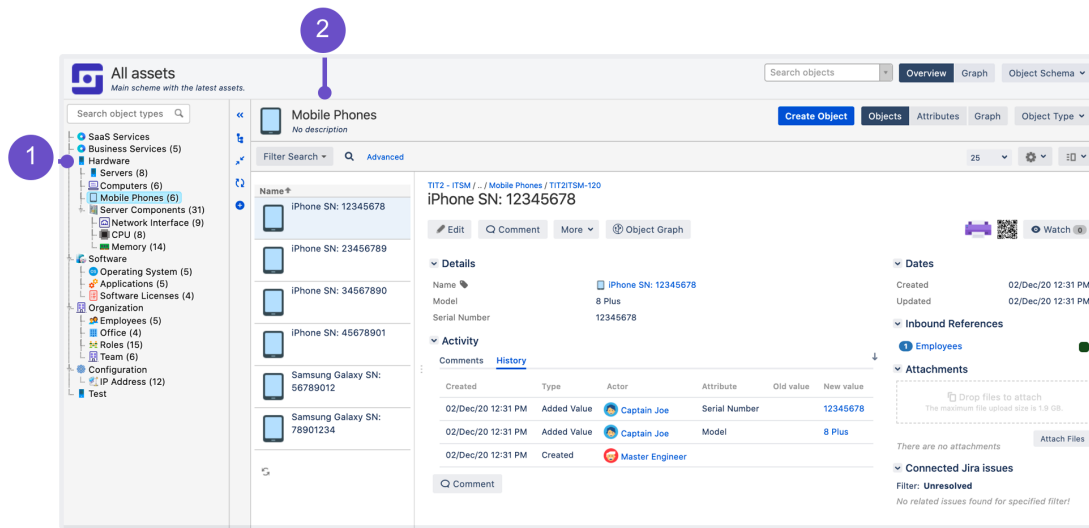 2
All assets
Main scheme with the latest assets.
Search objects
Overview
Graph
Object Schema
Search object types
SaaS Services
Business Services (5)
1
Hardware
Servers (8)
Computers (6)
Mobile Phones (6)
Server Components (31)
Network Interface (9)
CPU (8)
Memory (14)
Software
Operating System (5)
Applications (5)
Software Licenses (4)
Organization
Employees (5)
Office (4)
Roles (15)
Team (6)
Configuration
IP Address (12)
Test
Mobile Phones
No description
Create Object
Objects
Attributes
Graph
Object Type
Filter Search
Advanced
25
Name
iPhone SN: 12345678
iPhone SN: 23456789
iPhone SN: 34567890
iPhone SN: 45678901
Samsung Galaxy SN:
56789012
Samsung Galaxy SN:
78901234
TIT2 - ITSM / .. / Mobile Phones / TIT2ITSM-120
iPhone SN: 12345678
Edit
Comment
More
Object Graph
Watch 0
Details
Name
iPhone SN: 12345678
Model
8 Plus
Serial Number
12345678
Activity
Comments
History
Created Type Actor Attribute Old value New value
02/Dec/20 12:31 PM Added Value Captain Joe Serial Number 12345678
02/Dec/20 12:31 PM Added Value Captain Joe Model 8 Plus
02/Dec/20 12:31 PM Created Master Engineer
Comment
Dates
Created 02/Dec/20 12:31 PM
Updated 02/Dec/20 12:31 PM
Inbound References
1 Employees
Attachments
Drop files to attach
The maximum file upload size is 1.9 GB.
Attach Files
There are no attachments
Connected Jira issues
Filter: Unresolved
No related issues found for specified filter!